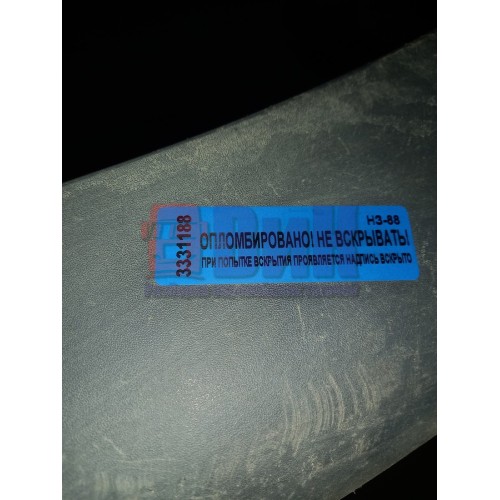 НЗ-88
3331188
ОПЛОМБИРОВАНО! НЕ ВСКРЫВАТЬ!
ПРИ ПОПЫТКЕ ВСКРЫТИЯ ПРОЯВЛЯЕТСЯ НАДПИСЬ ВСКРЫТО